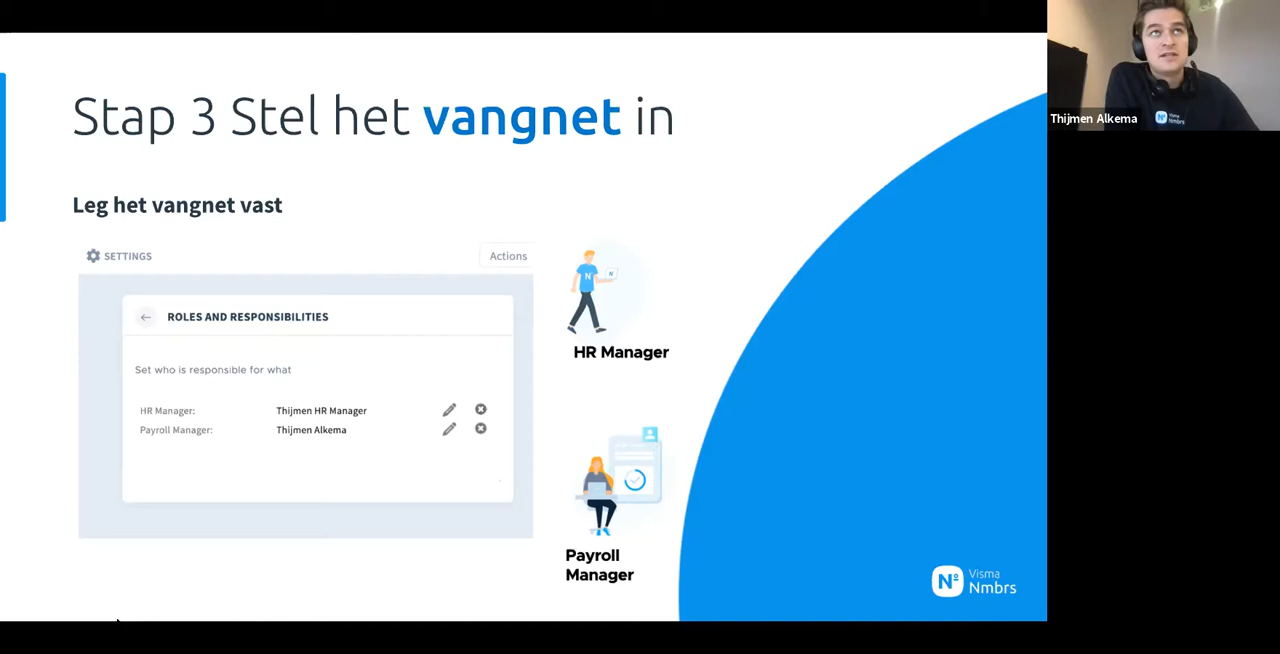 Stap 3 Stel het vangnet in
Thijmen Alkema
Leg het vangnet vast
SETTINGS
Actions
ROLES AND RESPONSIBILITIES
Set who is responsible for what
HR Manager:
Thijmen HR Manager
Payroll Manager:
Thijmen Alkema
HR Manager
Payroll
Manager
Visma
Nmbrs